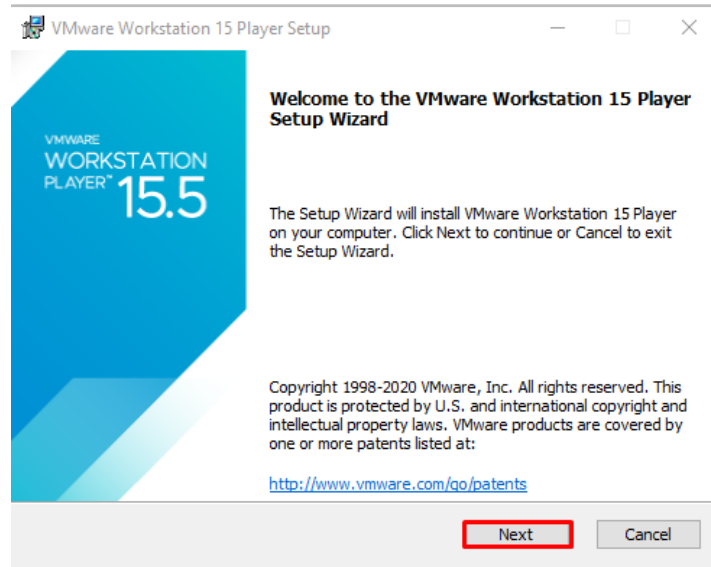 VMware Workstation 15 Player Setup
Welcome to the VMware Workstation 15 Player
Setup Wizard
VMWARE
WORKSTATION
PLAYER™ 15.5
The Setup Wizard will install VMware Workstation 15 Player
on your computer. Click Next to continue or Cancel to exit
the Setup Wizard.
Copyright 1998-2020 VMware, Inc. All rights reserved. This
product is protected by U.S. and international copyright and
intellectual property laws. VMware products are covered by
one or more patents listed at:
http://www.vmware.com/go/patents
Next Cancel